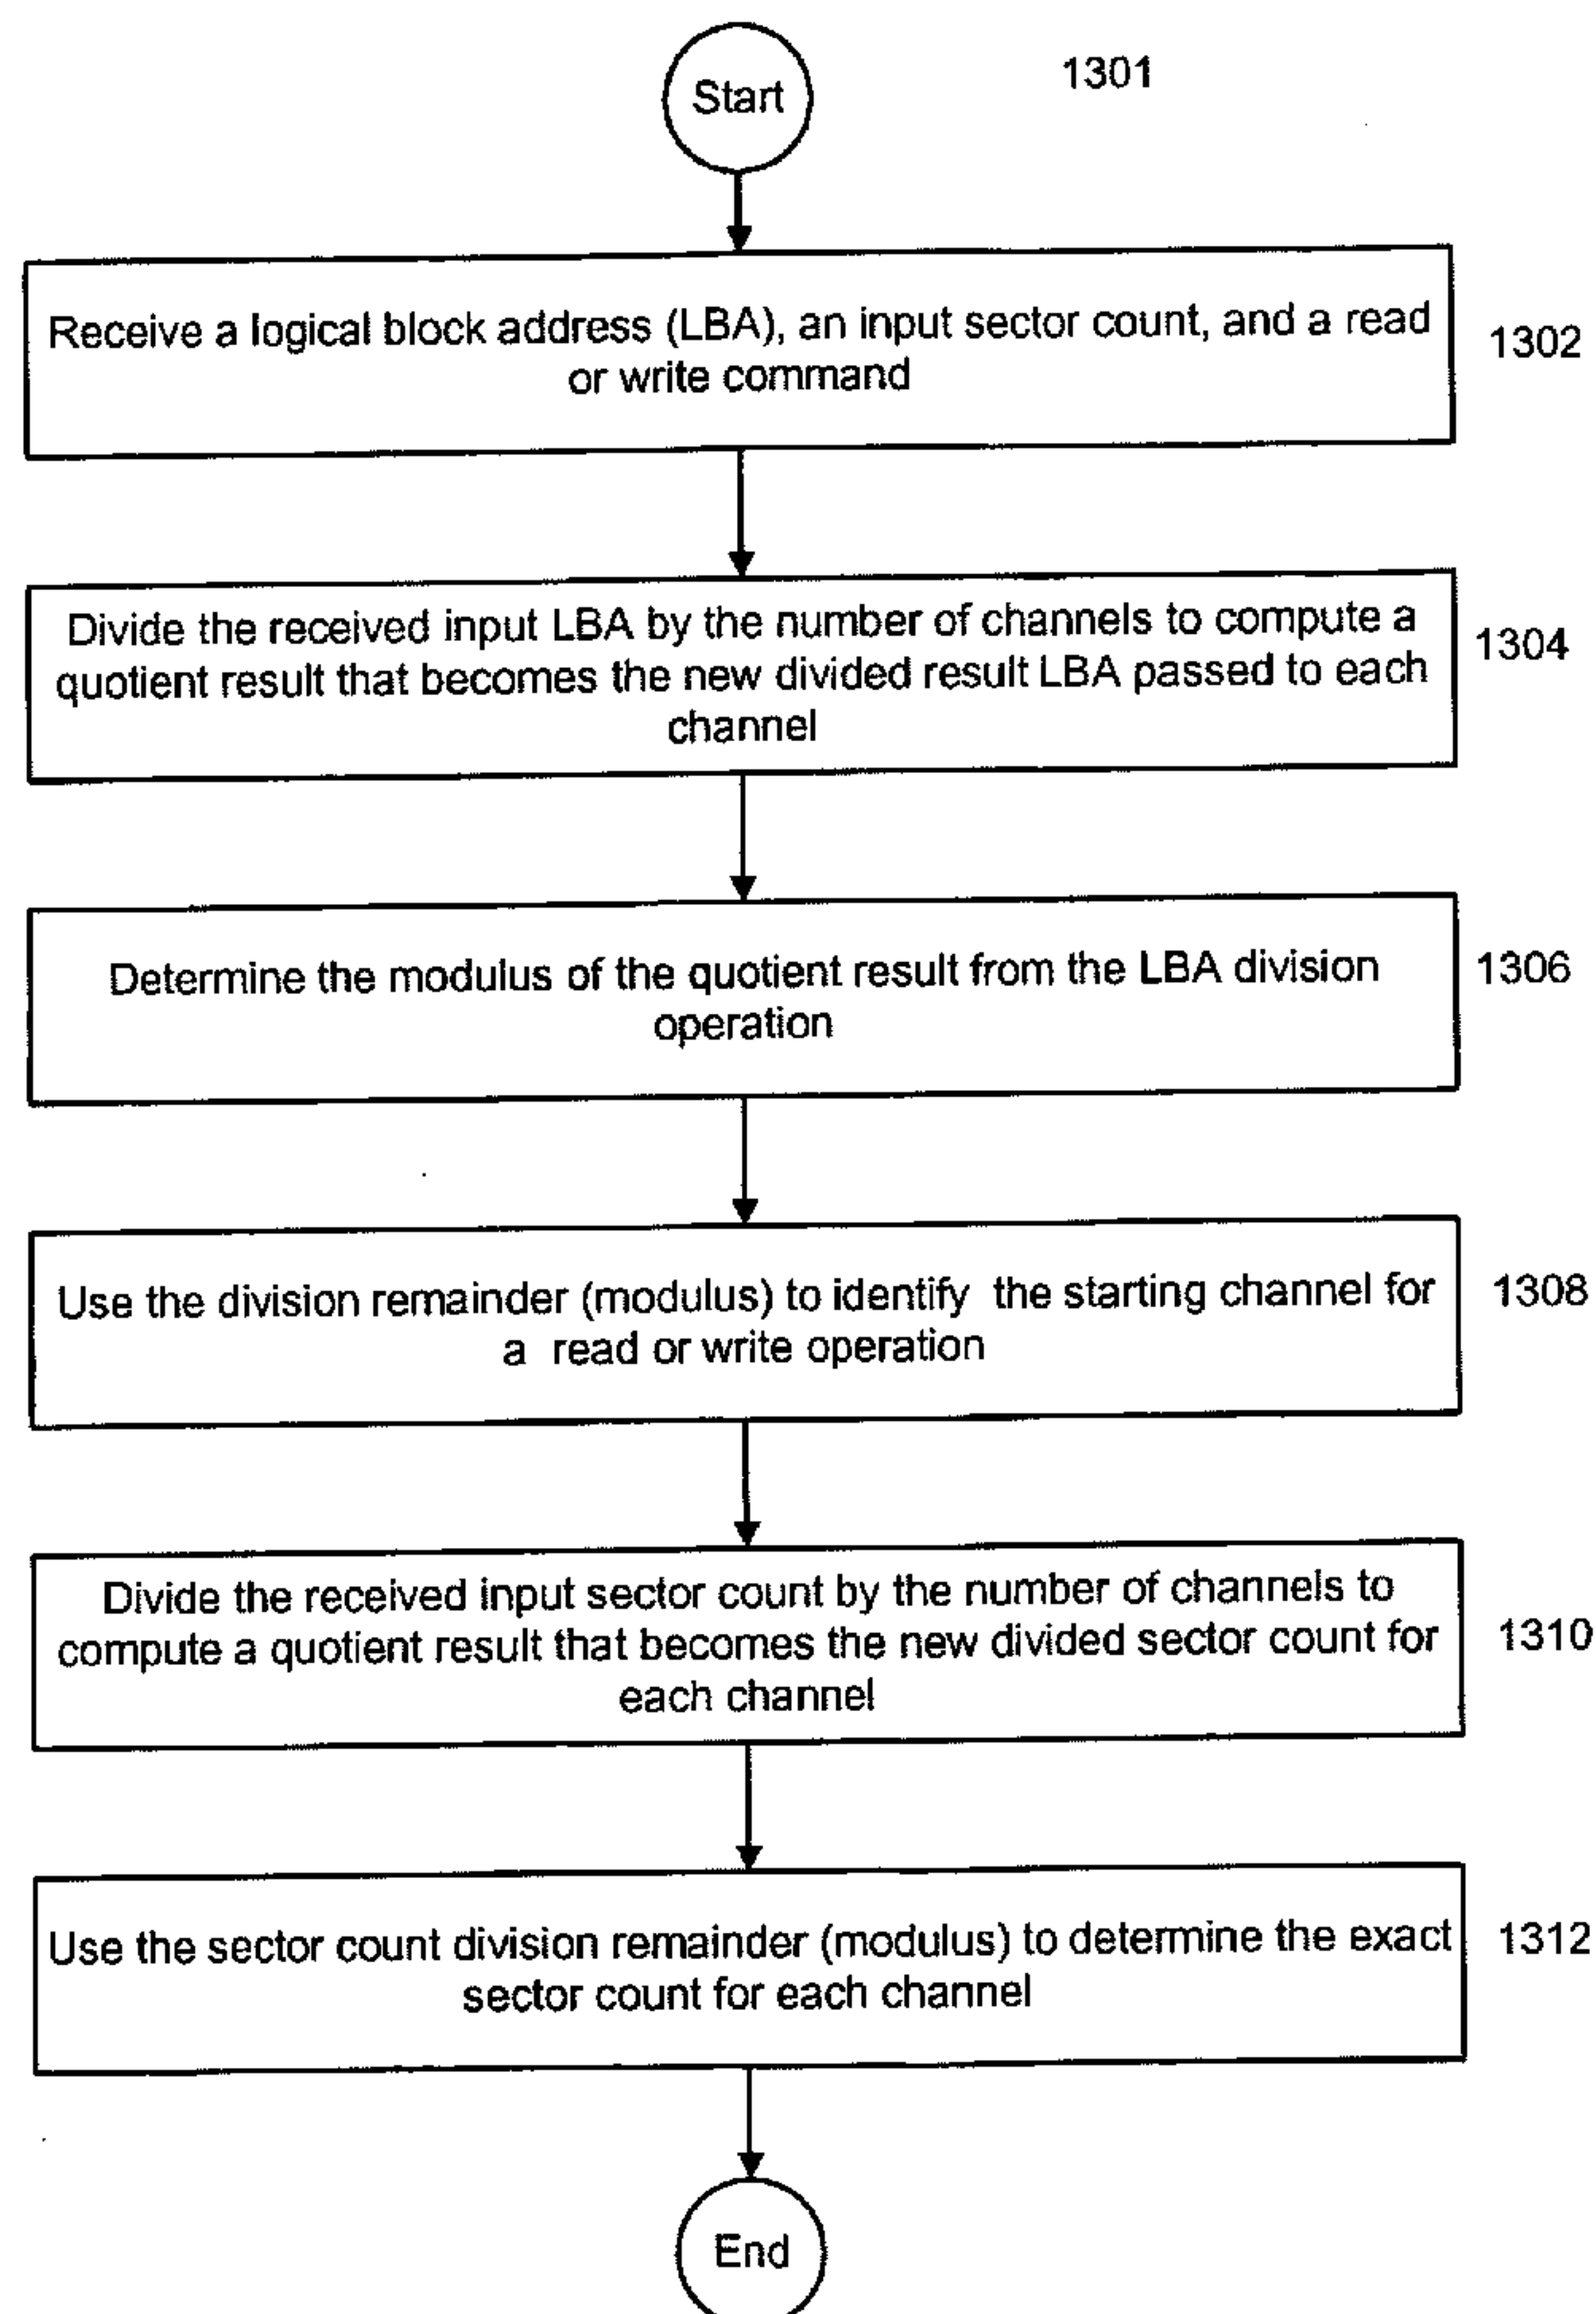 Start
1301
Receive a logical block address (LBA), an input sector count, and a read
or write command
1302
Divide the received input LBA by the number of channels to compute a
quotient result that becomes the new divided result LBA passed to each
channel
1304
Determine the modulus of the quotient result from the LBA division
operation
1306
Use the division remainder (modulus) to identify the starting channel for
a read or write operation
1308
Divide the received input sector count by the number of channels to
compute a quotient result that becomes the new divided sector count for
each channel
1310
Use the sector count division remainder (modulus) to determine the exact
sector count for each channel
1312
End